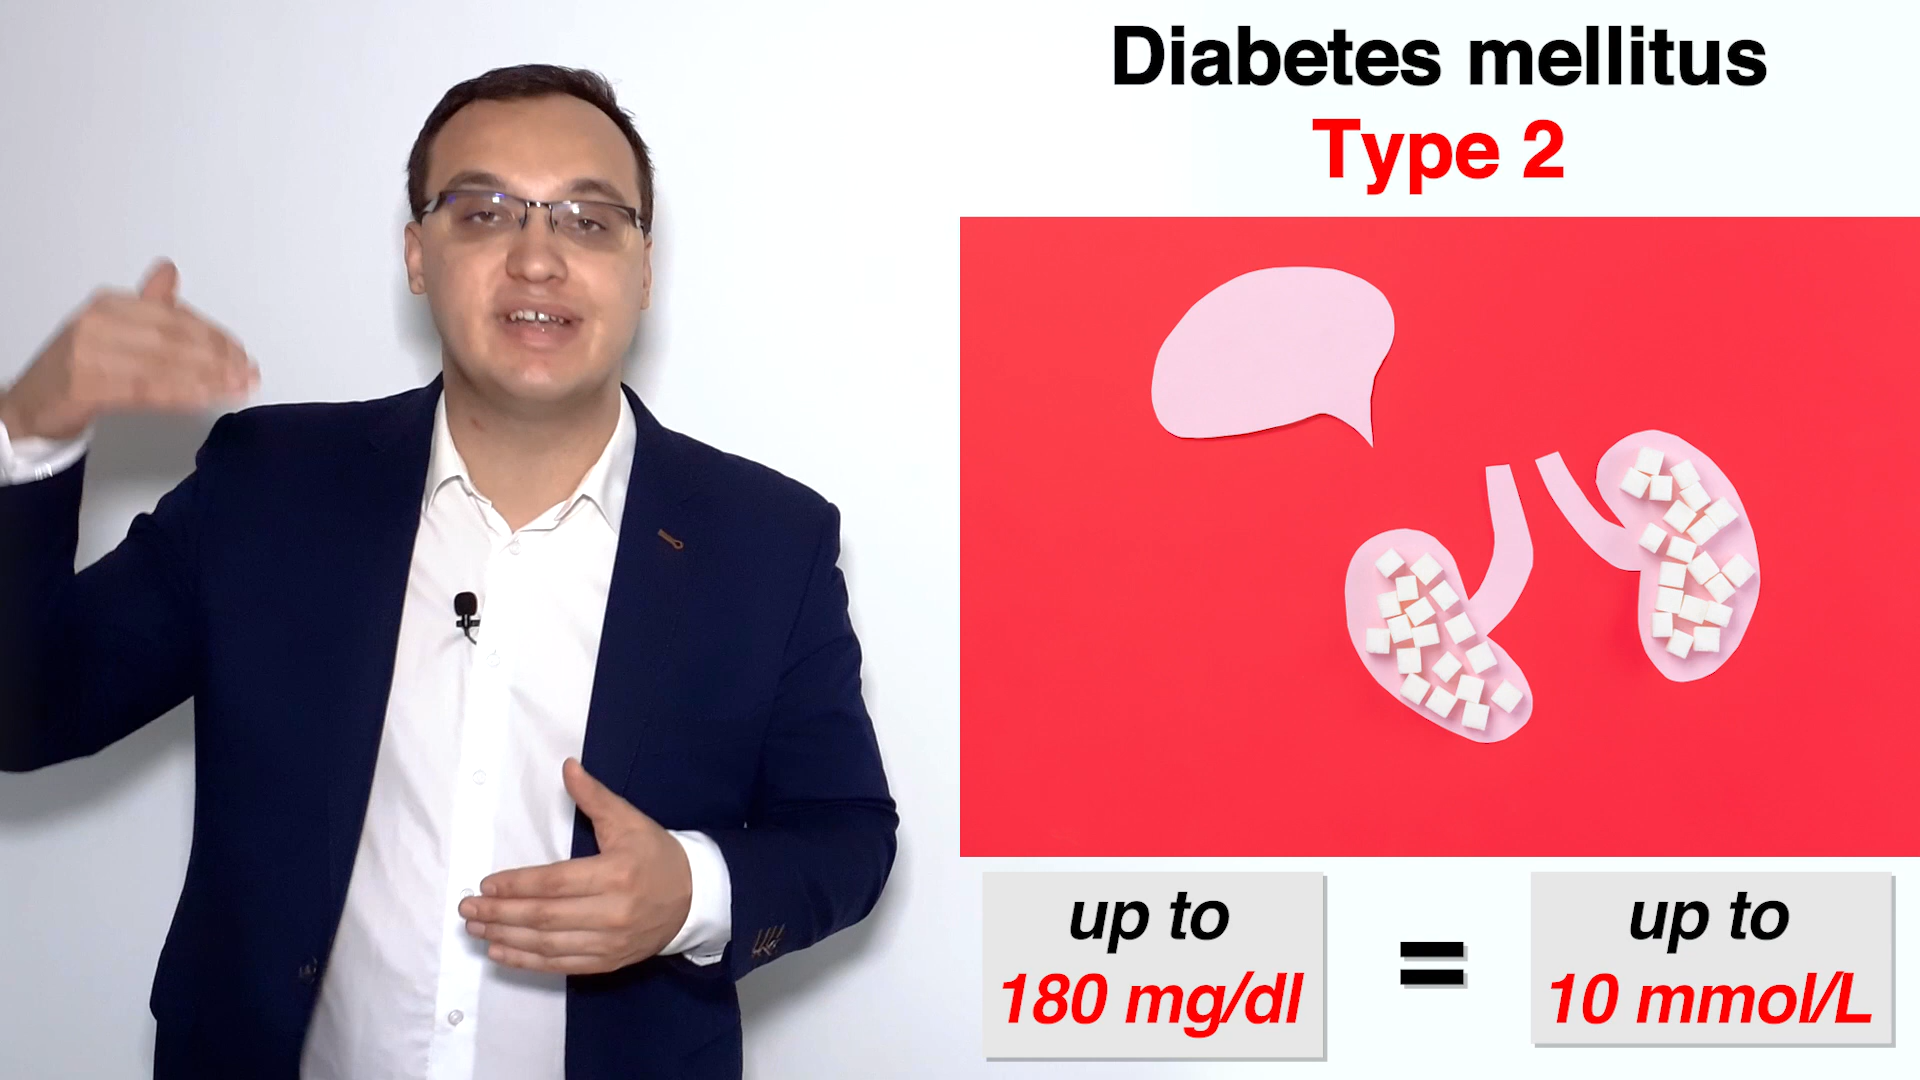 Diabetes mellitus
Type 2
up to
180 mg/dl
=
up to
10 mmol/L